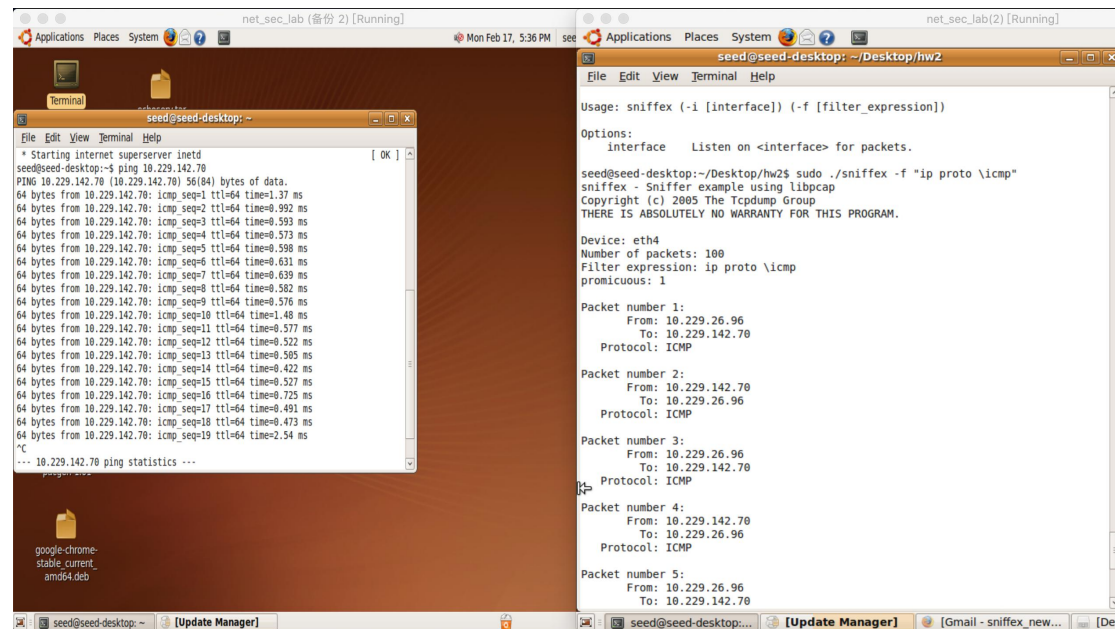 net_sec_lab (备份 2) [Running]
Applications Places System
Mon Feb 17, 5:36 PM see
Terminal
seed@seed-desktop: ~
File Edit View Terminal Help
* Starting internet superserver inetd [ OK ]
seed@seed-desktop:~$ ping 10.229.142.70
PING 10.229.142.70 (10.229.142.70) 56(84) bytes of data.
64 bytes from 10.229.142.70: icmp_seq=1 ttl=64 time=1.37 ms
64 bytes from 10.229.142.70: icmp_seq=2 ttl=64 time=0.992 ms
64 bytes from 10.229.142.70: icmp_seq=3 ttl=64 time=0.593 ms
64 bytes from 10.229.142.70: icmp_seq=4 ttl=64 time=0.573 ms
64 bytes from 10.229.142.70: icmp_seq=5 ttl=64 time=0.598 ms
64 bytes from 10.229.142.70: icmp_seq=6 ttl=64 time=0.631 ms
64 bytes from 10.229.142.70: icmp_seq=7 ttl=64 time=0.639 ms
64 bytes from 10.229.142.70: icmp_seq=8 ttl=64 time=0.582 ms
64 bytes from 10.229.142.70: icmp_seq=9 ttl=64 time=0.576 ms
64 bytes from 10.229.142.70: icmp_seq=10 ttl=64 time=1.48 ms
64 bytes from 10.229.142.70: icmp_seq=11 ttl=64 time=0.577 ms
64 bytes from 10.229.142.70: icmp_seq=12 ttl=64 time=0.522 ms
64 bytes from 10.229.142.70: icmp_seq=13 ttl=64 time=0.505 ms
64 bytes from 10.229.142.70: icmp_seq=14 ttl=64 time=0.422 ms
64 bytes from 10.229.142.70: icmp_seq=15 ttl=64 time=0.527 ms
64 bytes from 10.229.142.70: icmp_seq=16 ttl=64 time=0.725 ms
64 bytes from 10.229.142.70: icmp_seq=17 ttl=64 time=0.491 ms
64 bytes from 10.229.142.70: icmp_seq=18 ttl=64 time=0.473 ms
64 bytes from 10.229.142.70: icmp_seq=19 ttl=64 time=2.54 ms
^C
--- 10.229.142.70 ping statistics ---
google-chrome-
stable_current_
amd64.deb
seed@seed-desktop: ~
[Update Manager]
net_sec_lab(2) [Running]
Applications Places System
seed@seed-desktop: ~/Desktop/hw2
File Edit View Terminal Help
Usage: sniffex (-i [interface]) (-f [filter_expression])
Options:
interface Listen on <interface> for packets.
seed@seed-desktop:~/Desktop/hw2$ sudo ./sniffex -f "ip proto \icmp"
sniffex - Sniffer example using libpcap
Copyright (c) 2005 The Tcpdump Group
THERE IS ABSOLUTELY NO WARRANTY FOR THIS PROGRAM.
Device: eth4
Number of packets: 100
Filter expression: ip proto \icmp
promicuous: 1
Packet number 1:
From: 10.229.26.96
To: 10.229.142.70
Protocol: ICMP
Packet number 2:
From: 10.229.142.70
To: 10.229.26.96
Protocol: ICMP
Packet number 3:
From: 10.229.26.96
To: 10.229.142.70
Protocol: ICMP
Packet number 4:
From: 10.229.142.70
To: 10.229.26.96
Protocol: ICMP
Packet number 5:
From: 10.229.26.96
To: 10.229.142.70
seed@seed-desktop:...
[Update Manager]
[Gmail - sniffex_new...
[De